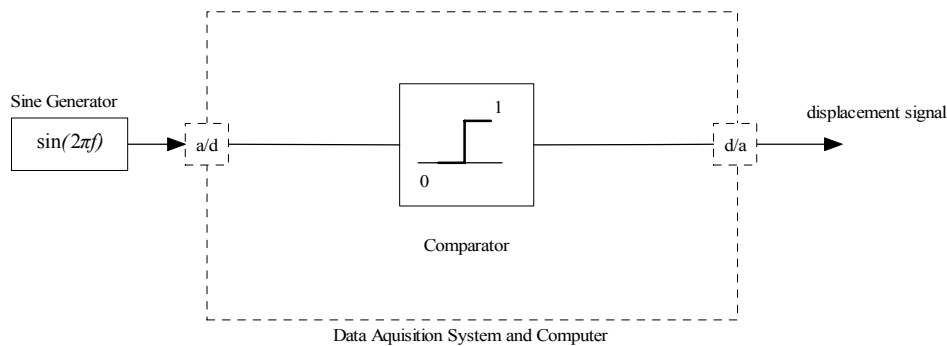 Sine Generator
sin(2πf)
a/d
1
0
Comparator
d/a
displacement signal
Data Aquisition System and Computer